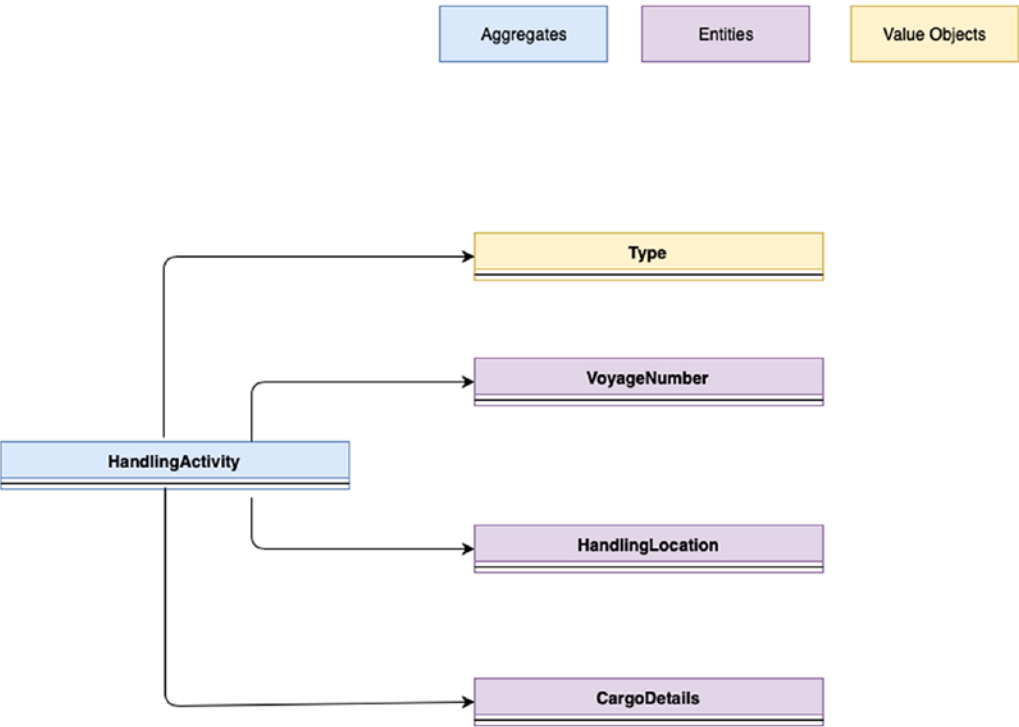 Aggregates
Entities
Value Objects
Type
VoyageNumber
HandlingActivity
HandlingLocation
CargoDetails